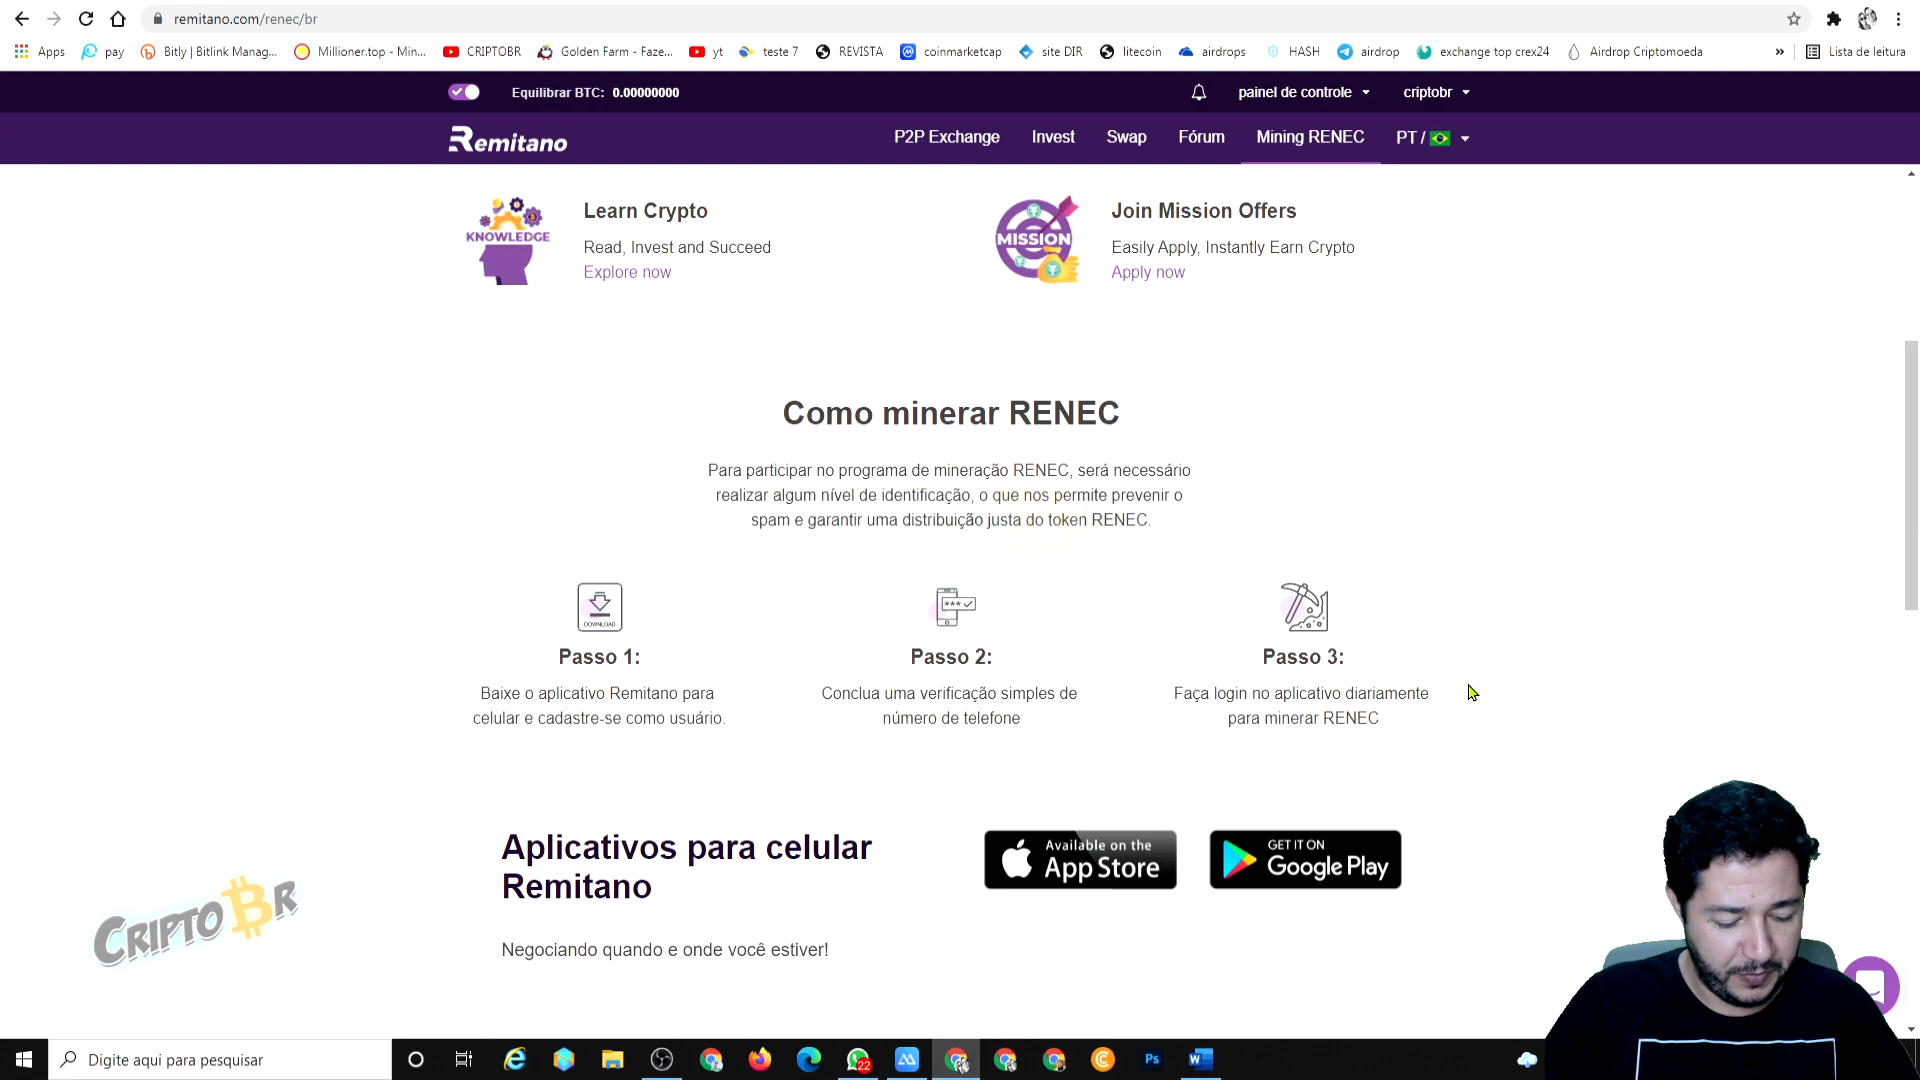 remitano.com/renec/br
Apps pay Bitly | Bitlink Manag... Millioner.top - Min... CRIPTOBR Golden Farm - Faze... yt teste 7 REVISTA coinmarketcap site DIR litecoin airdrops HASH airdrop exchange top crex24 Airdrop Criptomoeda » Lista de leitura
Equilibrar BTC: 0.00000000 painel de controle criptobr
Remitano P2P Exchange Invest Swap Fórum Mining RENEC PT /
KNOWLEDGE
Learn Crypto
Read, Invest and Succeed
Explore now
MISSION
Join Mission Offers
Easily Apply, Instantly Earn Crypto
Apply now
Como minerar RENEC
Para participar no programa de mineração RENEC, será necessário
realizar algum nível de identificação, o que nos permite prevenir o
spam e garantir uma distribuição justa do token RENEC.
DOWNLOAD
Passo 1:
Baixe o aplicativo Remitano para
celular e cadastre-se como usuário.
***
Passo 2:
Conclua uma verificação simples de
número de telefone
Passo 3:
Faça login no aplicativo diariamente
para minerar RENEC
Aplicativos para celular
Remitano
Negociando quando e onde você estiver!
Available on the
App Store
GET IT ON
Google Play
CRIPTOBR
Digite aqui para pesquisar
22
Ps
W